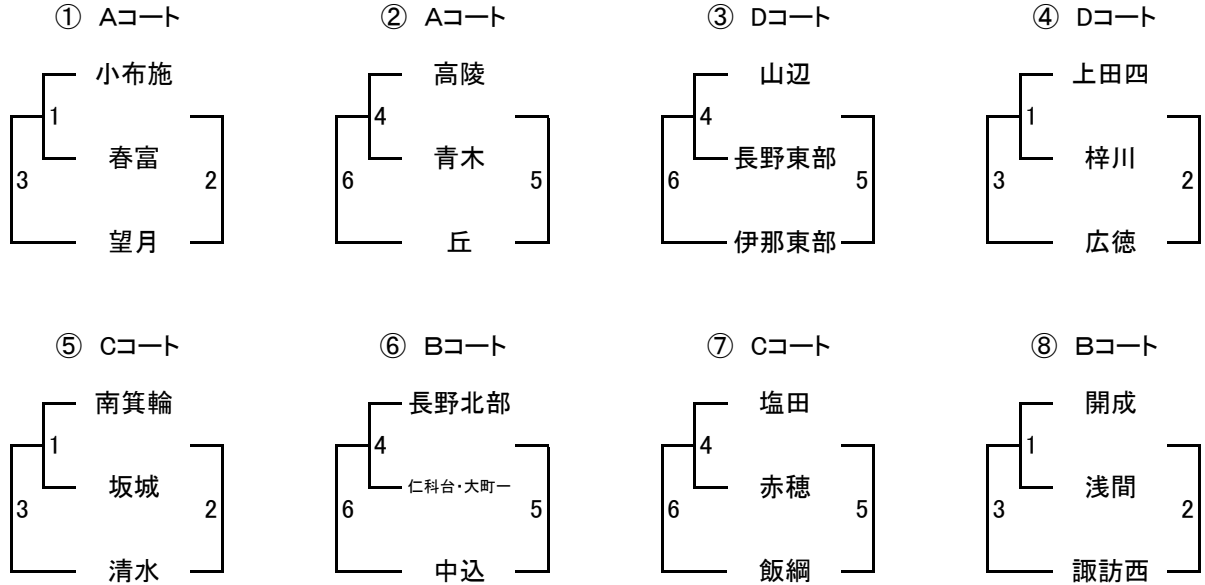 ① Aコート
小布施
1
春富
3
2
望月
② Aコート
高陵
4
青木
6
5
丘
③ Dコート
山辺
4
長野東部
6
5
伊那東部
④ Dコート
上田四
1
梓川
3
2
広徳
⑤ Cコート
南箕輪
1
坂城
3
2
清水
⑥ Bコート
長野北部
4
仁科台・大町一
6
5
中込
⑦ Cコート
塩田
4
赤穂
6
5
飯綱
⑧ Bコート
開成
1
浅間
3
2
諏訪西